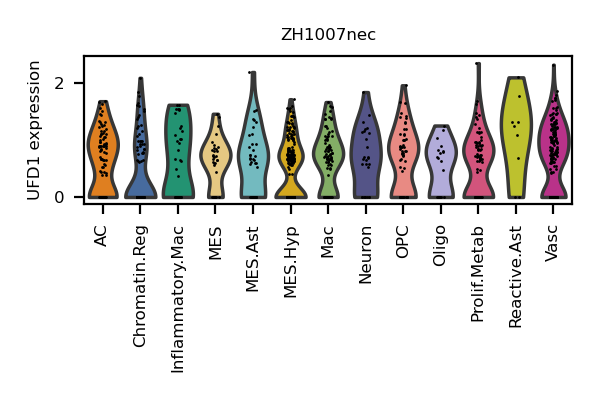 ZH1007nec
UFD1 expression
2
0
AC
Chromatin.Reg
Inflammatory.Mac
MES
MES.Ast
MES.Hyp
Mac
Neuron
OPC
Oligo
Prolif.Metab
Reactive.Ast
Vasc